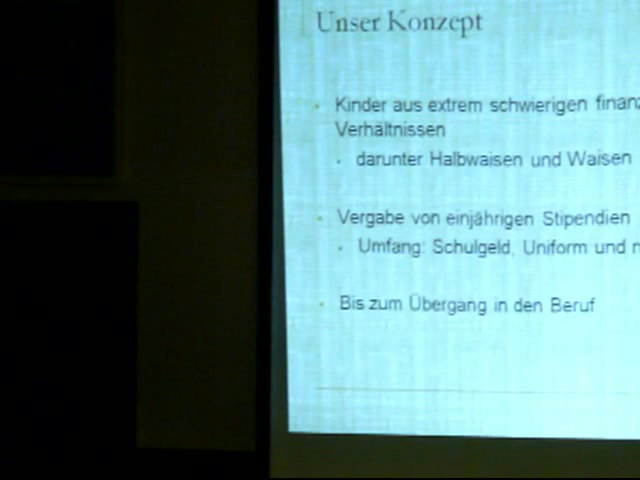 Unser Konzept
Kinder aus extrem schwierigen
Verhältnissen
darunter Halbwaisen und Waisen
Vergabe von einjährigen Stipendien
Umfang: Schulgeld, Uniform und
Bis zum Übergang in den Beruf